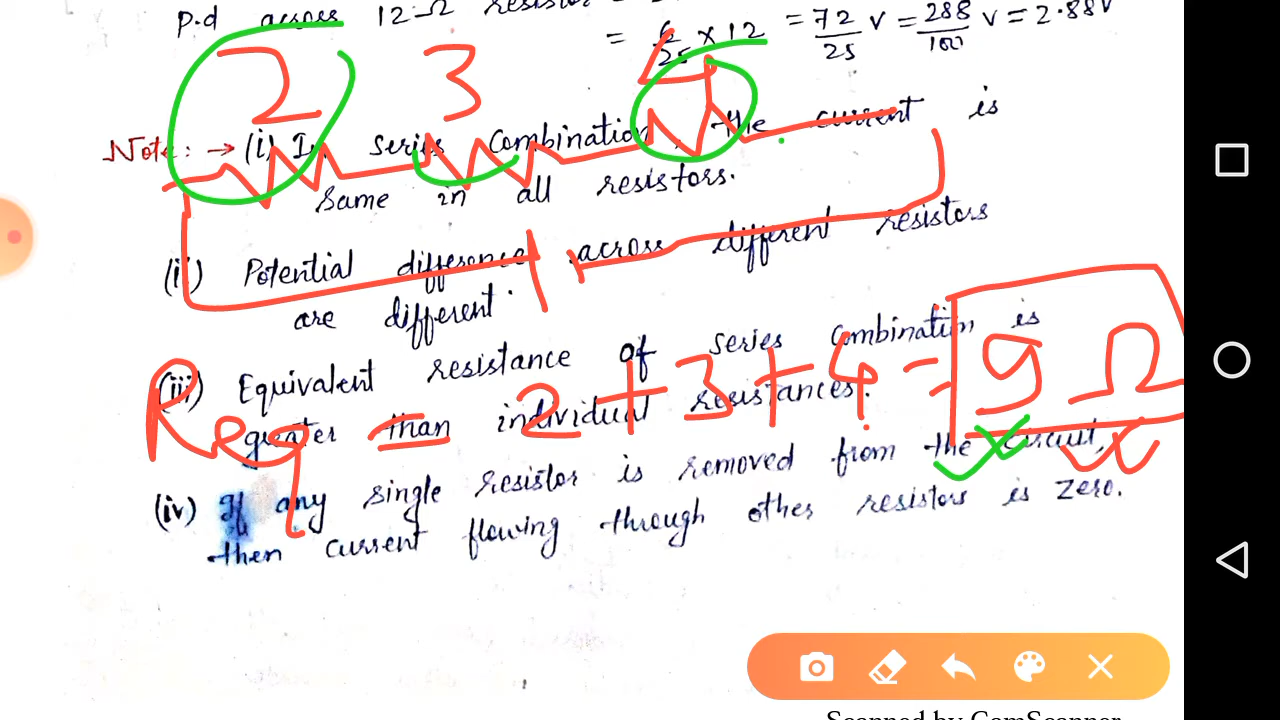 p.d across 12-Ω resistor =
= 6/25 × 12 = 72/25 v = 288/100 v = 2.88v
2 3 4
Note: → (i) In series Combination, the current is
same in all resistors.
(ii) Potential difference across different resistors
are different.
(iii) Equivalent resistance of series combination is
greater than individual resistances.
Req 2 + 3 + 4 = 9 Ω
(iv) If any single resistor is removed from the circuit,
then current flowing through other resistors is zero.
Scanned by CamScanner